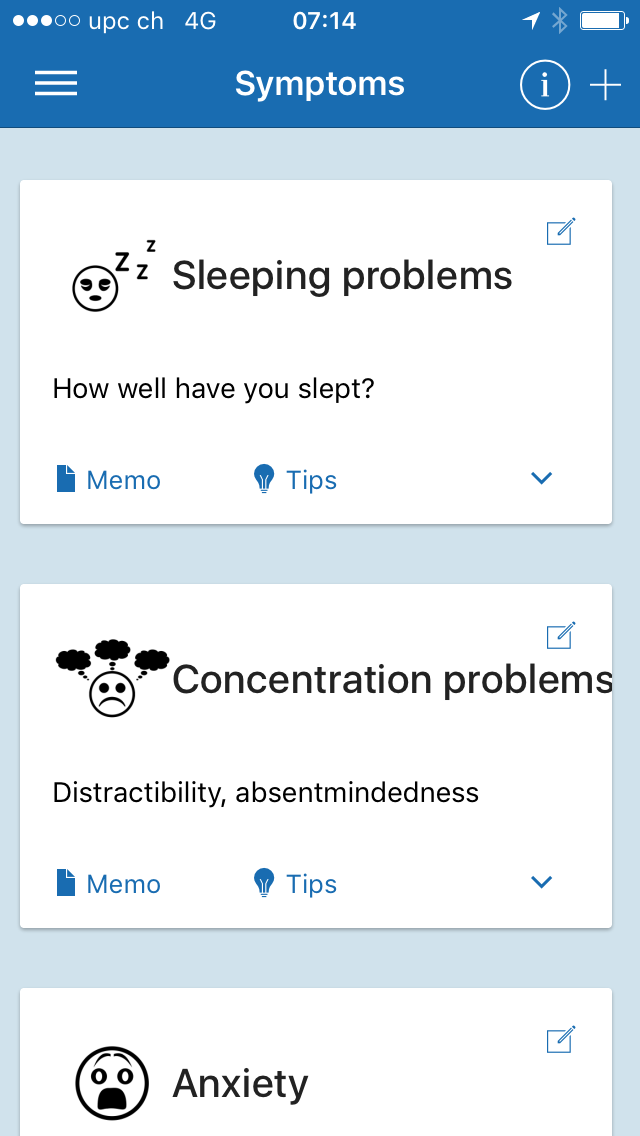 upc ch 4G 07:14
Symptoms i
z
Z z
Sleeping problems
How well have you slept?
Memo Tips
Concentration problems
Distractibility, absentmindedness
Memo Tips
Anxiety